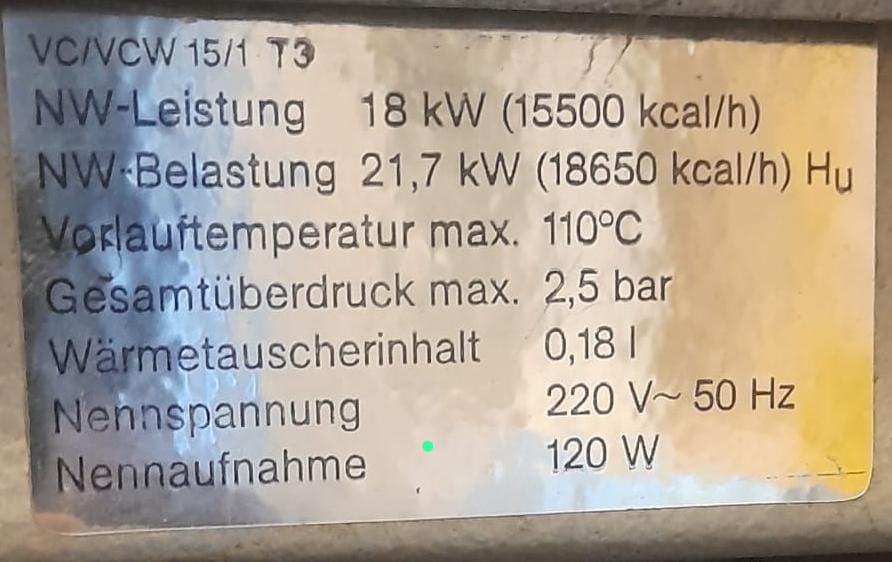 VC/VCW 15/1 T3
NW-Leistung 18 kW (15500 kcal/h)
NW-Belastung 21,7 kW (18650 kcal/h) Hu
Vorlauftemperatur max. 110°C
Gesamtüberdruck max. 2,5 bar
Wärmetauscherinhalt 0,18 l
Nennspannung 220 V~ 50 Hz
Nennaufnahme 120 W